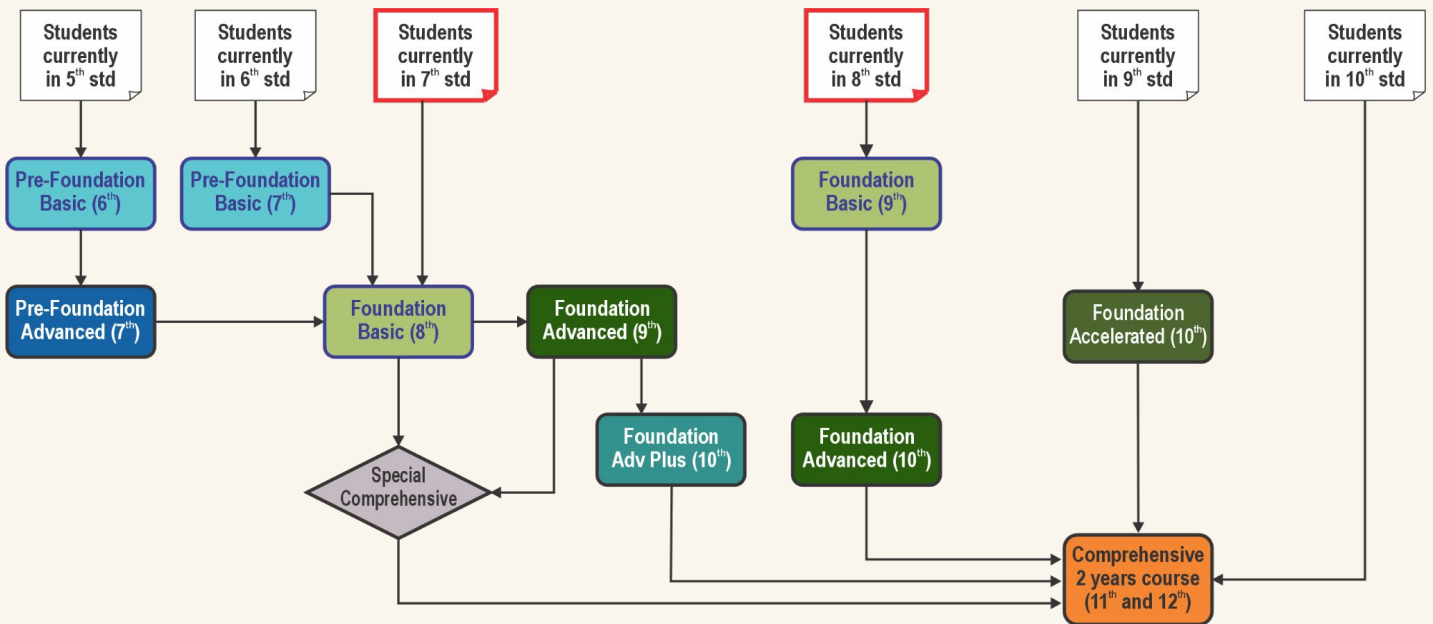 Students
currently
in 5th std
Students
currently
in 6th std
Students
currently
in 7th std
Students
currently
in 8th std
Students
currently
in 9th std
Students
currently
in 10th std
Pre-Foundation
Basic (6th)
Pre-Foundation
Basic (7th)
Foundation
Basic (9th)
Pre-Foundation
Advanced (7th)
Foundation
Basic (8th)
Foundation
Advanced (9th)
Foundation
Accelerated (10th)
Special
Comprehensive
Foundation
Adv Plus (10th)
Foundation
Advanced (10th)
Comprehensive
2 years course
(11th and 12th)